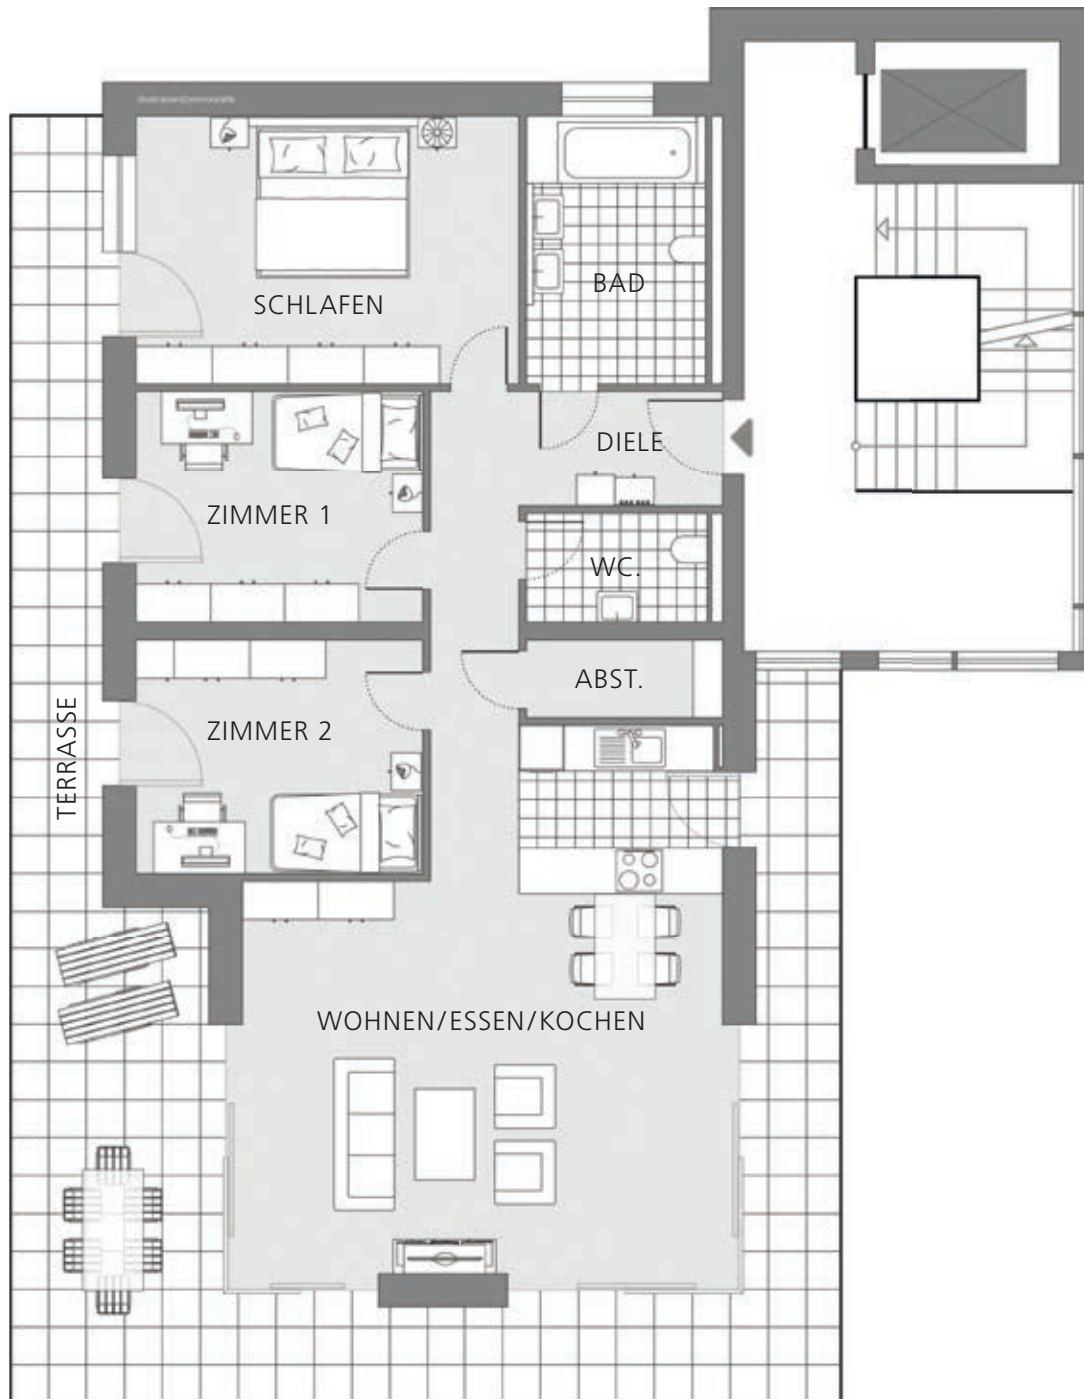 SCHLAFEN
BAD
DIELE
ZIMMER 1
WC.
ABST.
ZIMMER 2
TERRASSE
WOHNEN/ESSEN/KOCHEN